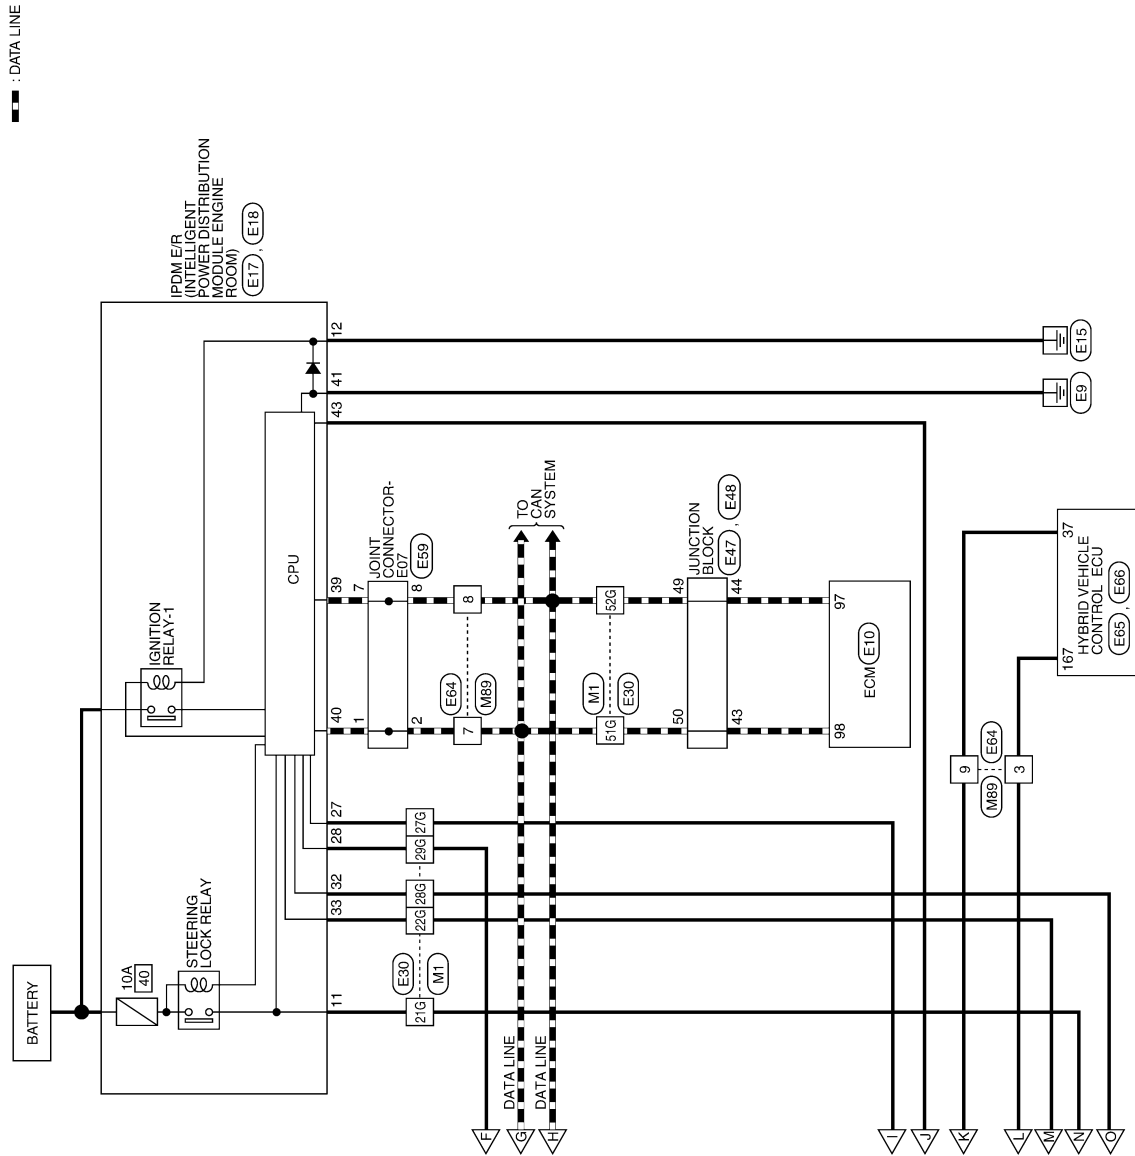 : DATA LINE
BATTERY
10A
40
STEERING
LOCK RELAY
IGNITION
RELAY-1
IPDM E/R
(INTELLIGENT
POWER DISTRIBUTION
MODULE ENGINE
ROOM)
E17 , E18
CPU
11
33
32
28
27
40
39
43
41
12
21G
E30
M1
22G
28G
29G
27G
1
7
JOINT
CONNECTOR-
E07
E59
2
8
7
E64
M89
8
DATA LINE
DATA LINE
TO
CAN
SYSTEM
51G
M1
E30
52G
50
49
JUNCTION
BLOCK
E47 , E48
43
44
98
97
ECM E10
9
M89
E64
3
167
37
HYBRID VEHICLE
CONTROL ECU
E65 , E66
E9
E15
F
G
H
I
J
K
L
M
N
O